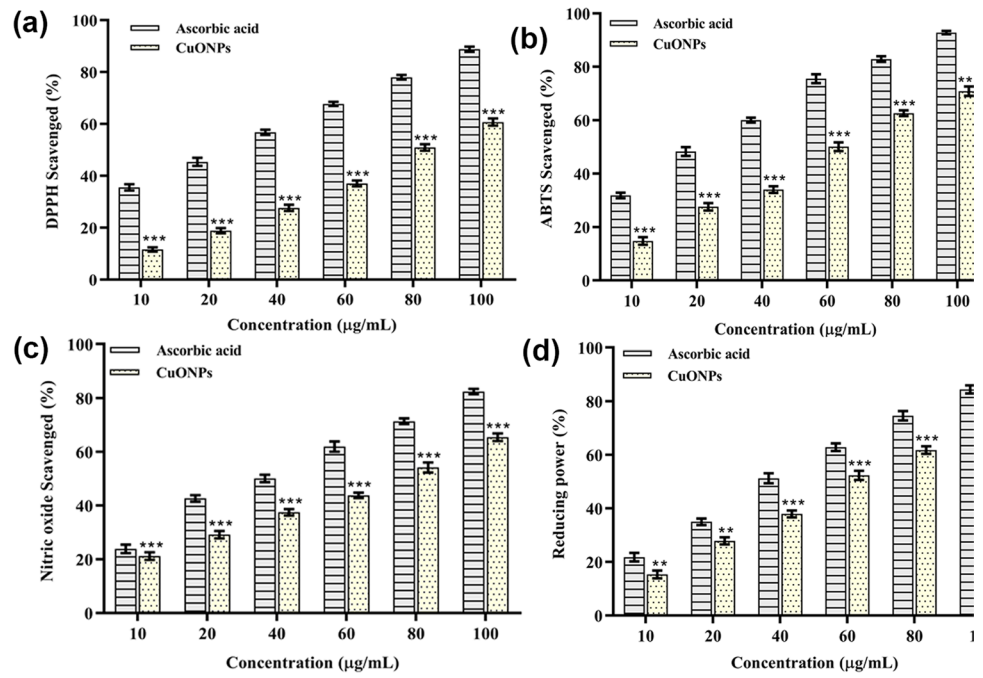 (a)
100
80
60
40
20
0
DPPH Scavenged (%)
Ascorbic acid
CuONPs
***
***
***
***
***
***
10 20 40 60 80 100
Concentration (µg/mL)
(b)
100
80
60
40
20
0
ABTS Scavenged (%)
Ascorbic acid
CuONPs
***
***
***
***
***
**
10 20 40 60 80 100
Concentration (µg/mL)
(c)
100
80
60
40
20
0
Nitric oxide Scavenged (%)
Ascorbic acid
CuONPs
***
***
***
***
***
***
10 20 40 60 80 100
Concentration (µg/mL)
(d)
100
80
60
40
20
0
Reducing power (%)
Ascorbic acid
CuONPs
**
**
***
***
***
10 20 40 60 80 1
Concentration (µg/mL)